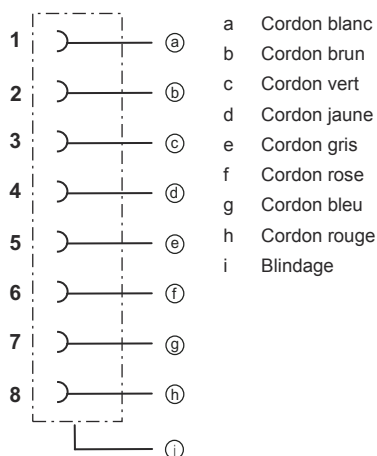 1 ⓐ
2 ⓑ
3 ⓒ
4 ⓓ
5 ⓔ
6 ⓕ
7 ⓖ
8 ⓗ
ⓘ
a Cordon blanc
b Cordon brun
c Cordon vert
d Cordon jaune
e Cordon gris
f Cordon rose
g Cordon bleu
h Cordon rouge
i Blindage